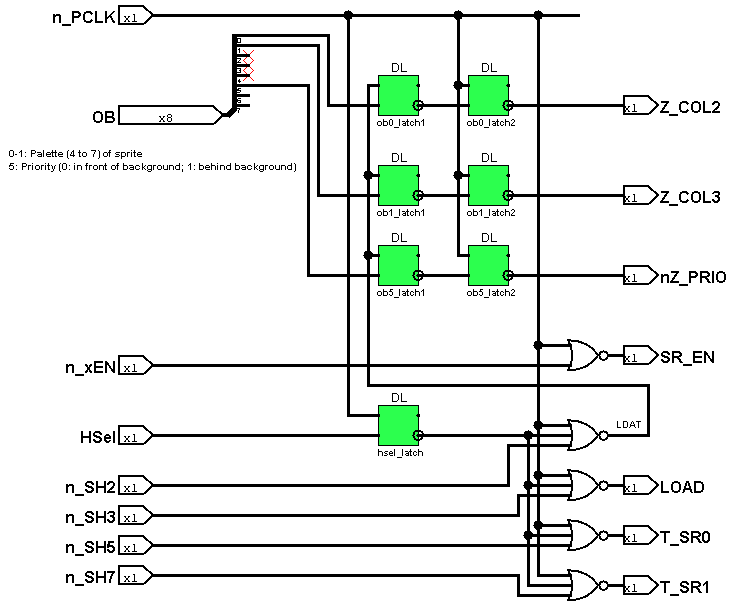 n_PCLK x1
0
1
2
3
4
5
6
7
OB x8
0-1: Palette (4 to 7) of sprite
5: Priority (0: in front of background; 1: behind background)
DL DL
ob0_latch1 ob0_latch2
x1 Z_COL2
DL DL
ob1_latch1 ob1_latch2
x1 Z_COL3
DL DL
ob5_latch1 ob5_latch2
x1 nZ_PRIO
n_xEN x1
x1 SR_EN
DL
HSel x1
hsel_latch
LDAT
n_SH2 x1
x1 LOAD
n_SH3 x1
x1 T_SR0
n_SH5 x1
n_SH7 x1
x1 T_SR1